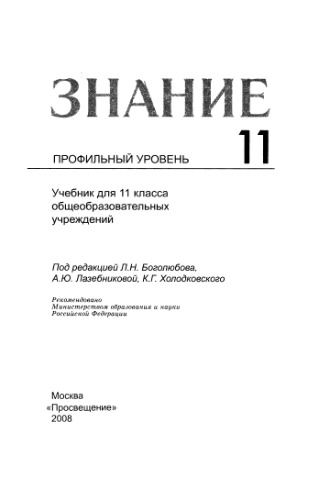 ЗНАНИЕ
11
ПРОФИЛЬНЫЙ УРОВЕНЬ
Учебник для 11 класса
общеобразовательных
учреждений
Под редакцией Л.Н. Боголюбова,
А.Ю. Лазебниковой, К.Г. Холодковского
Рекомендовано
Министерством образования и науки
Российской Федерации
Москва
«Просвещение»
2008